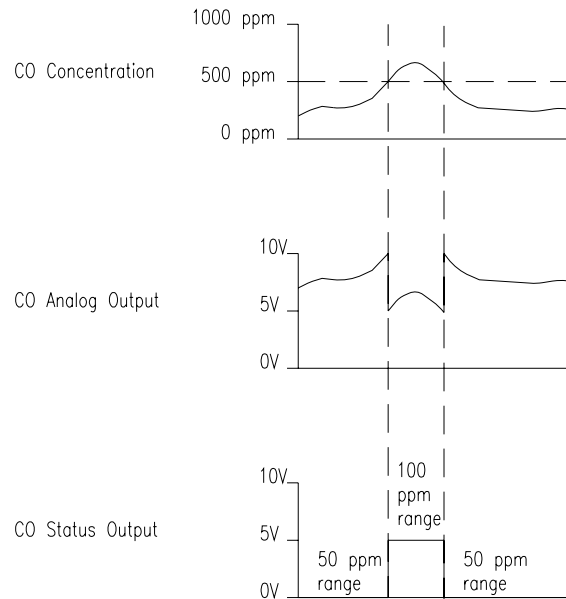 1000 ppm
CO Concentration
500 ppm
0 ppm
10V
CO Analog Output
5V
0V
10V
100
ppm
range
CO Status Output
5V
50 ppm
range
50 ppm
range
0V